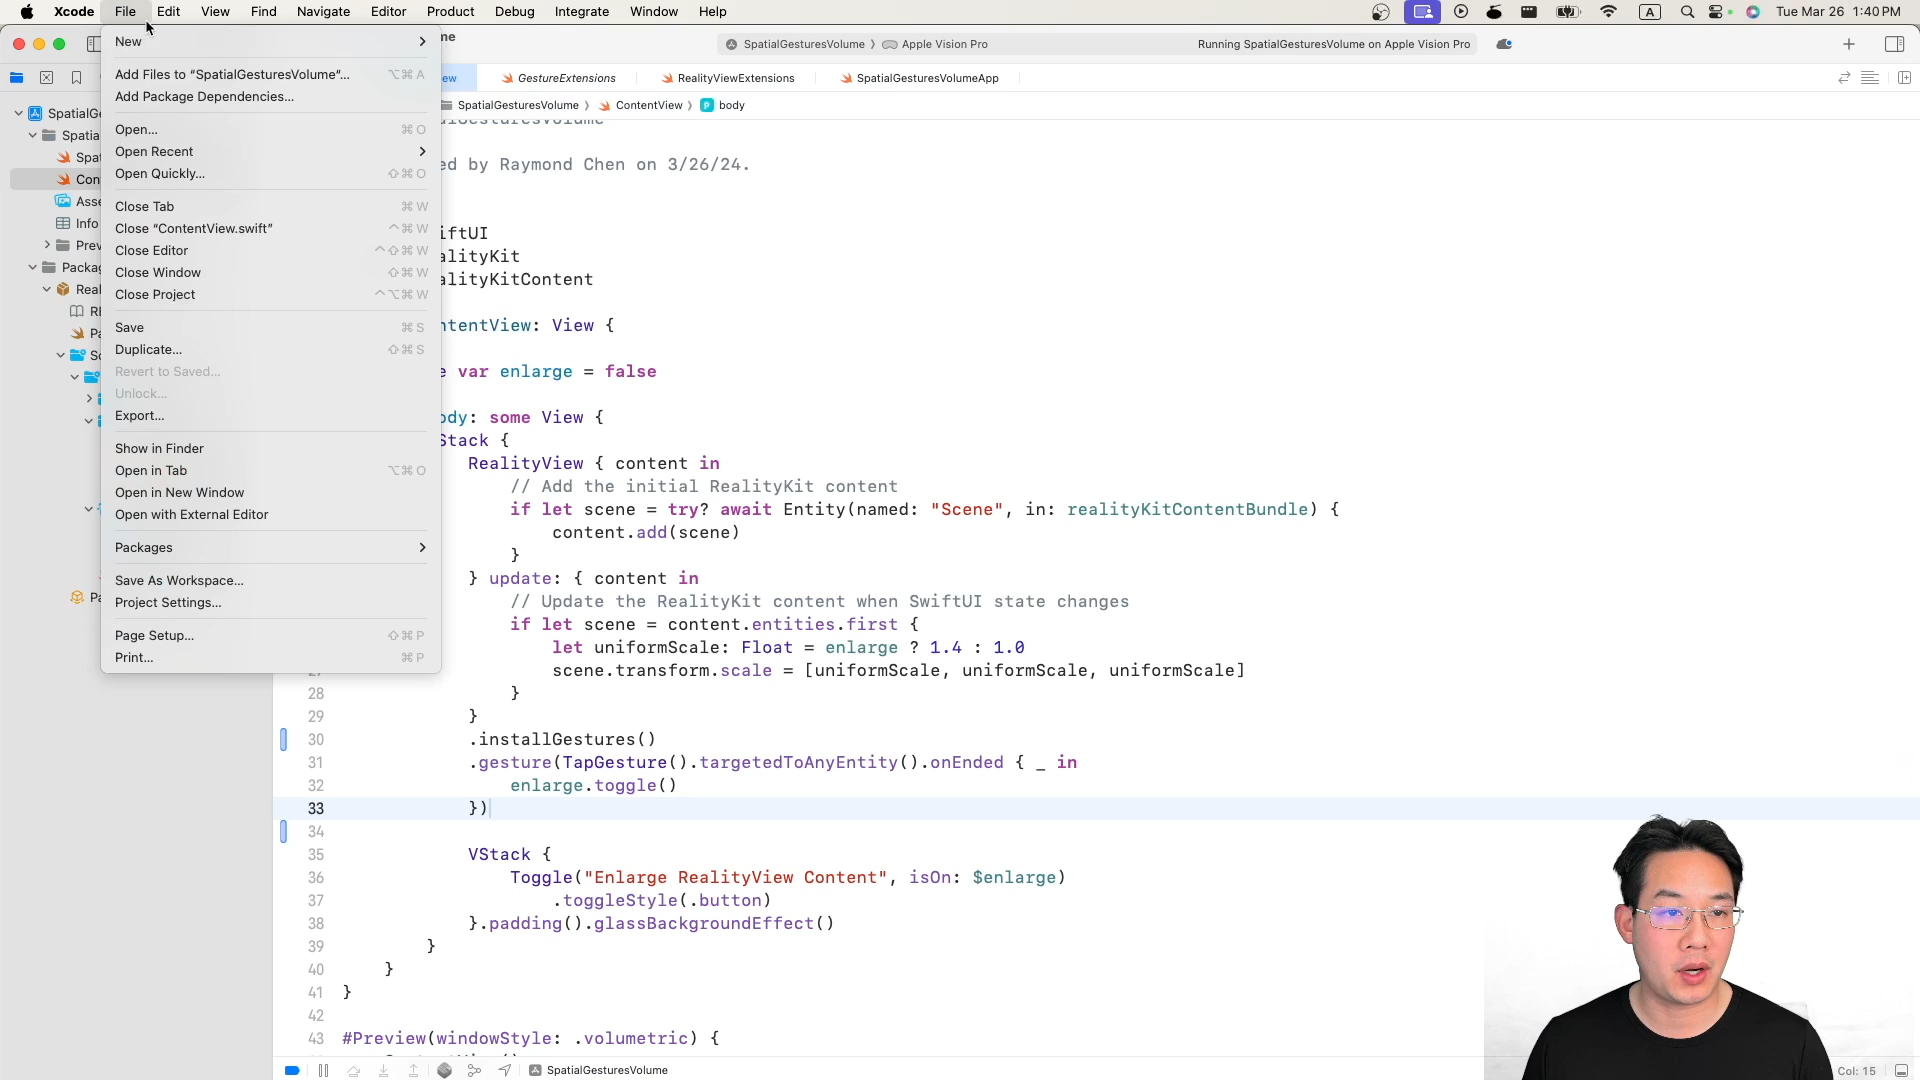 Xcode File Edit View Find Navigate Editor Product Debug Integrate Window Help
A Tue Mar 26 1:40 PM
me
SpatialGesturesVolume 〉 Apple Vision Pro
Running SpatialGesturesVolume on Apple Vision Pro
ew GestureExtensions RealityViewExtensions SpatialGesturesVolumeApp
SpatialGesturesVolume 〉 ContentView 〉 P body
SpatialGe
Spatia
Spat
Con
Asse
Info
Prev
Packag
Real
RE
Pa
So
Pa
New
Add Files to “SpatialGesturesVolume”... ⌥⌘A
Add Package Dependencies...
Open... ⌘O
Open Recent
Open Quickly... ⇧⌘O
Close Tab ⌘W
Close “ContentView.swift” ^⌘W
Close Editor ^⇧⌘W
Close Window ⇧⌘W
Close Project ^⌥⌘W
Save ⌘S
Duplicate... ⇧⌘S
Revert to Saved...
Unlock...
Export...
Show in Finder
Open in Tab ⌥⌘O
Open in New Window
Open with External Editor
Packages
Save As Workspace...
Project Settings...
Page Setup... ⇧⌘P
Print... ⌘P
ed by Raymond Chen on 3/26/24.
iftUI
alityKit
alityKitContent
ntentView: View {
e var enlarge = false
ody: some View {
Stack {
RealityView { content in
// Add the initial RealityKit content
if let scene = try? await Entity(named: "Scene", in: realityKitContentBundle) {
content.add(scene)
}
} update: { content in
// Update the RealityKit content when SwiftUI state changes
if let scene = content.entities.first {
let uniformScale: Float = enlarge ? 1.4 : 1.0
scene.transform.scale = [uniformScale, uniformScale, uniformScale]
28 }
29 }
30 .installGestures()
31 .gesture(TapGesture().targetedToAnyEntity().onEnded { _ in
32 enlarge.toggle()
33 })
34
35 VStack {
36 Toggle("Enlarge RealityView Content", isOn: $enlarge)
37 .toggleStyle(.button)
38 }.padding().glassBackgroundEffect()
39 }
40 }
41 }
42
43 #Preview(windowStyle: .volumetric) {
SpatialGesturesVolume
Col: 15